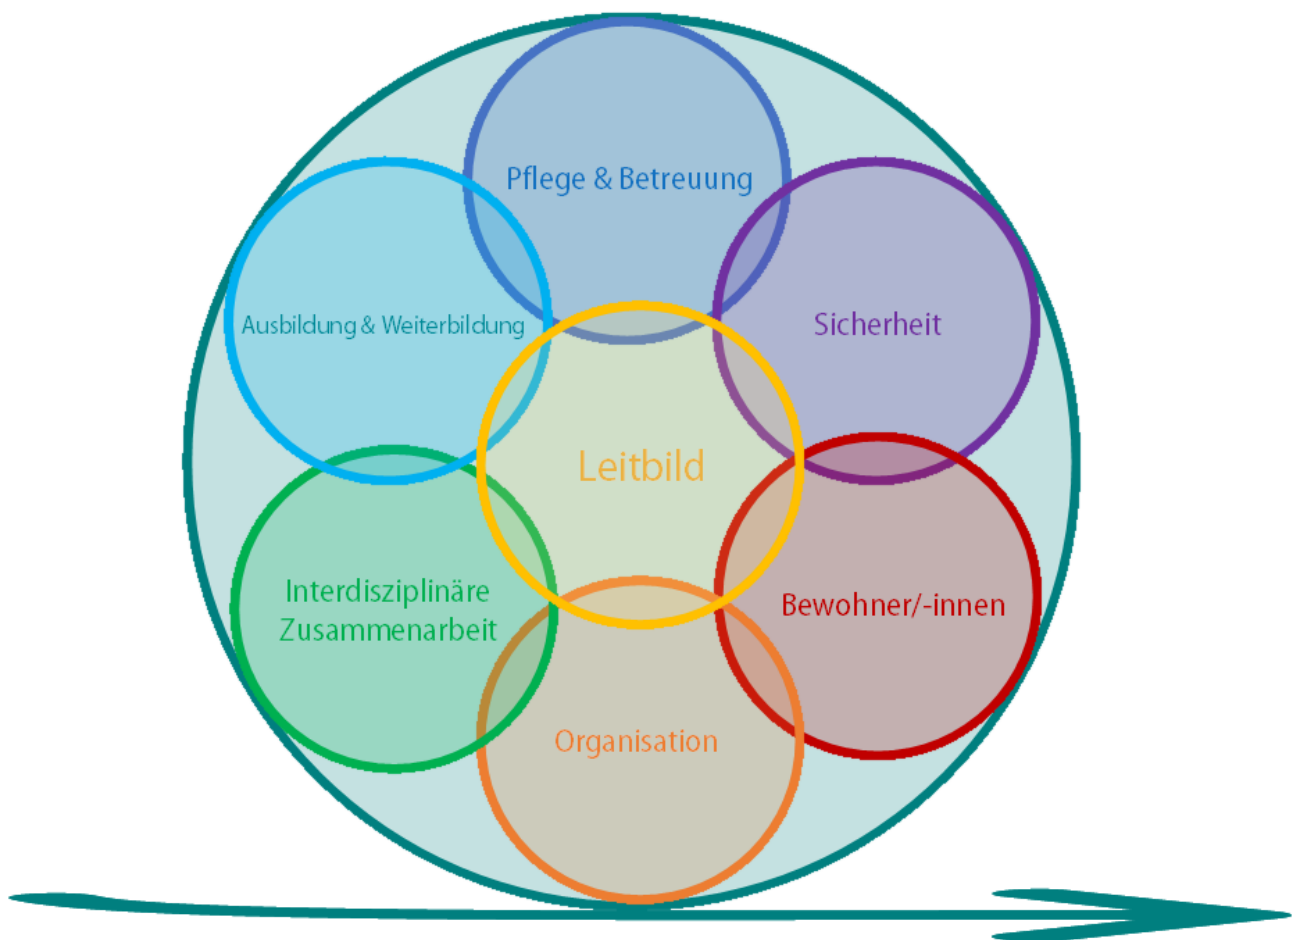 Pflege & Betreuung
Ausbildung & Weiterbildung
Sicherheit
Leitbild
Interdisziplinäre
Zusammenarbeit
Bewohner/-innen
Organisation